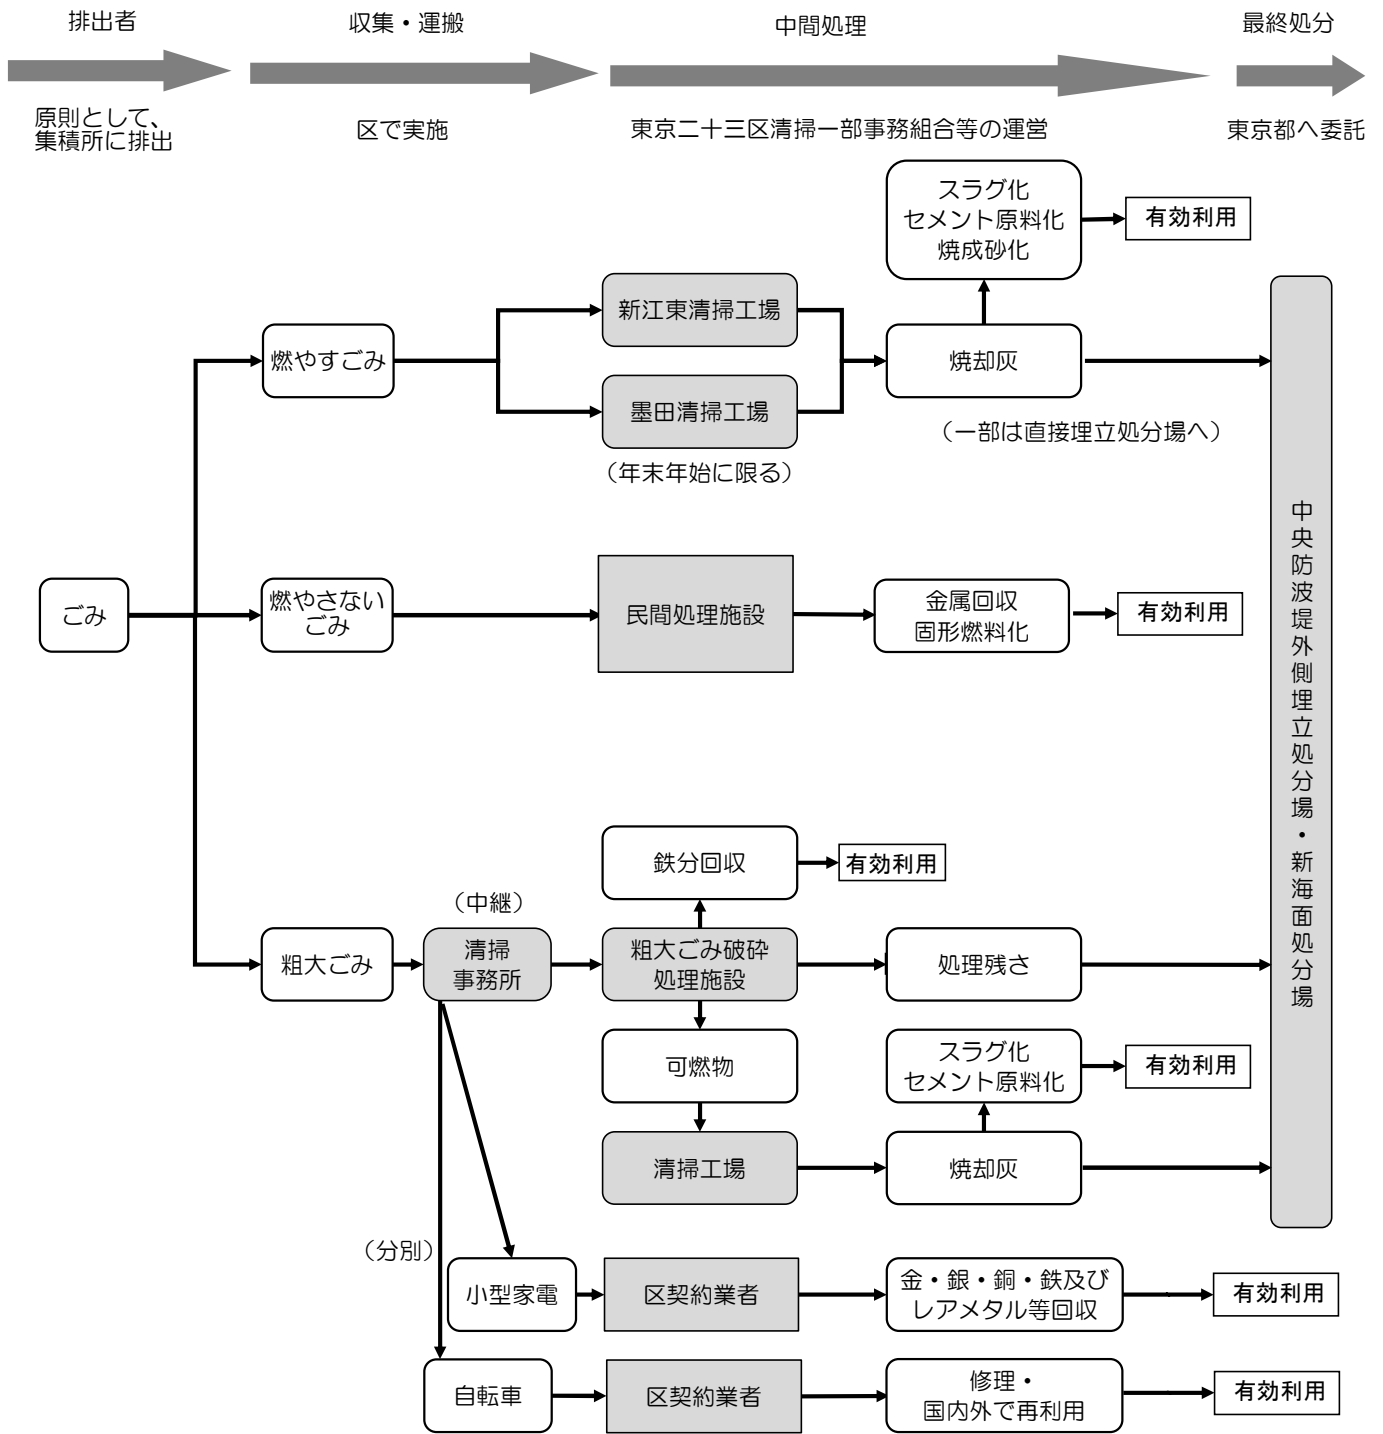 排出者
収集・運搬
中間処理
最終処分
原則として、
集積所に排出
区で実施
東京二十三区清掃一部事務組合等の運営
東京都へ委託
スラグ化
セメント原料化
焼成砂化
有効利用
新江東清掃工場
燃やすごみ
焼却灰
墨田清掃工場
（一部は直接埋立処分場へ）
（年末年始に限る）
中央防波堤外側埋立処分場・新海面処分場
ごみ
燃やさない
ごみ
民間処理施設
金属回収
固形燃料化
有効利用
鉄分回収
有効利用
（中継）
粗大ごみ
清掃
事務所
粗大ごみ破砕
処理施設
処理残さ
可燃物
スラグ化
セメント原料化
有効利用
清掃工場
焼却灰
（分別）
小型家電
区契約業者
金・銀・銅・鉄及び
レアメタル等回収
有効利用
自転車
区契約業者
修理・
国内外で再利用
有効利用